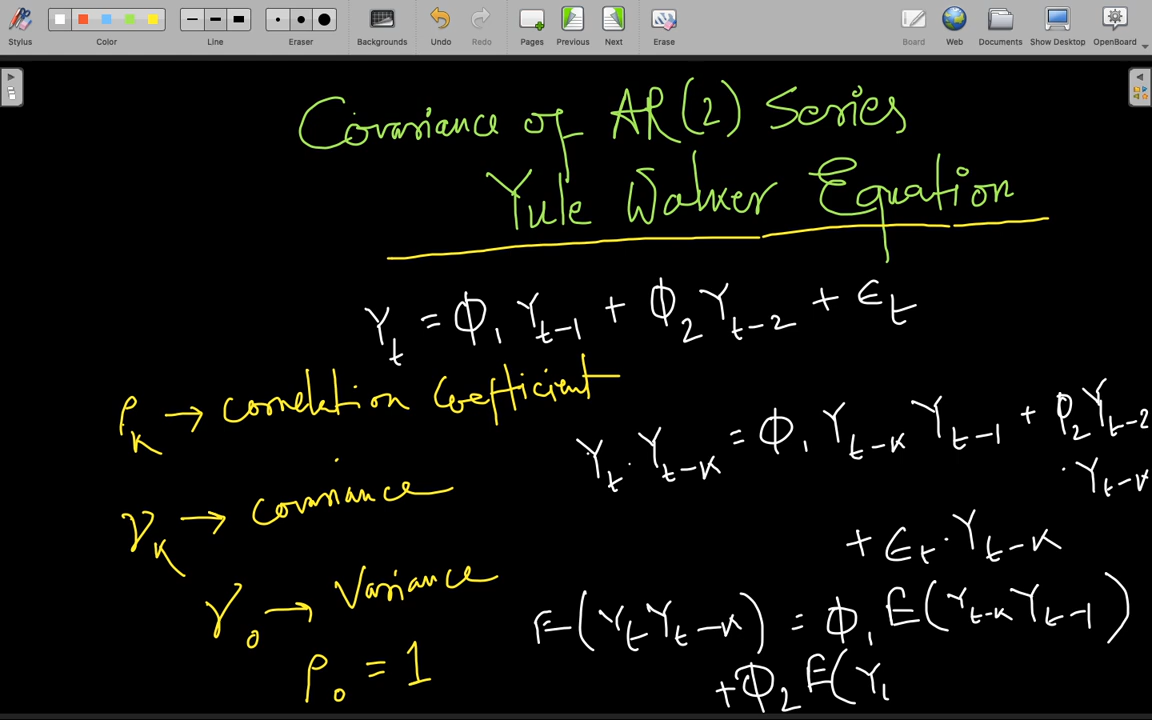 Stylus Color Line Eraser Backgrounds Undo Redo Pages Previous Next Erase Board Web Documents Show Desktop OpenBoard
Covariance of AR(2) Series
Yule Walker Equation
Y_t = Φ_1 Y_{t-1} + Φ_2 Y_{t-2} + ϵ_t
ρ_K → correlation coefficient
Y_t · Y_{t-K} = Φ_1 Y_{t-K} Y_{t-1} + ρ_2 Y_{t-2}
· Y_{t-K}
γ_K → covariance
+ ϵ_t · Y_{t-K}
γ_0 → Variance
E(Y_t Y_{t-K}) = Φ_1 E(Y_{t-K} Y_{t-1})
ρ_0 = 1
+ Φ_2 E(Y_